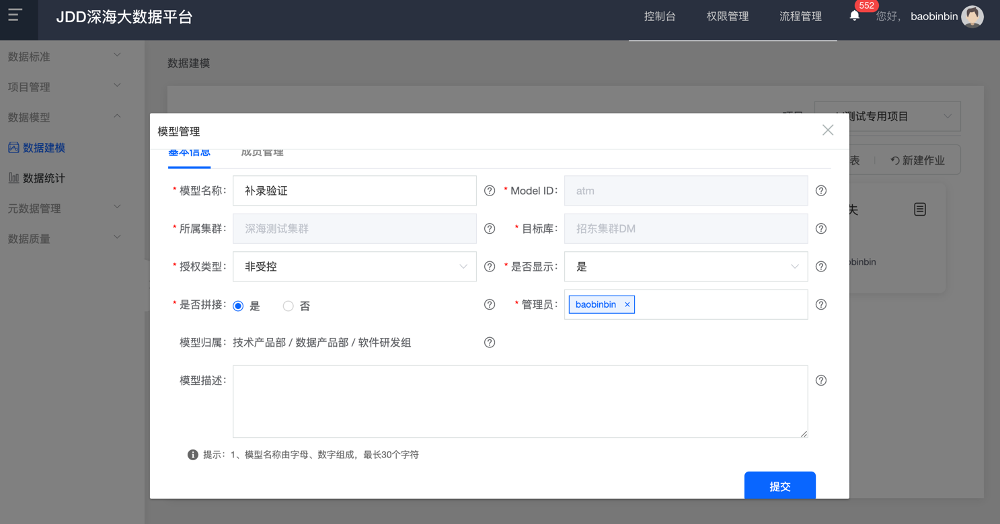 JDD深海大数据平台
控制台 权限管理 流程管理 552 您好， baobinbin
数据标准
项目管理
数据模型
数据建模
数据统计
元数据管理
数据质量
数据建模
测试专用项目
表 新建作业
失
binbin
模型管理
基本信息 成员管理
* 模型名称： 补录验证 * Model ID： atm
* 所属集群： 深海测试集群 * 目标库： 招东集群DM
* 授权类型： 非受控 * 是否显示： 是
* 是否拼接： 是 否 * 管理员： baobinbin ×
模型归属： 技术产品部 / 数据产品部 / 软件研发组
模型描述：
提示：1、模型名称由字母、数字组成，最长30个字符
提交